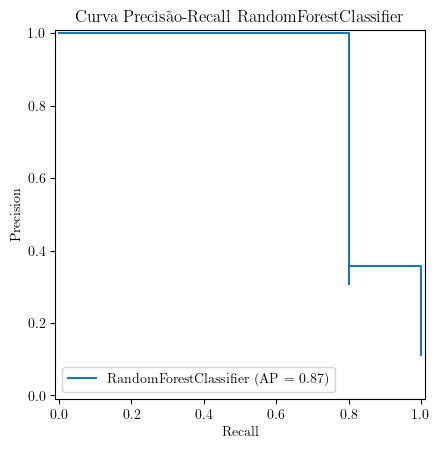 Curva Precisão-Recall RandomForestClassifier
1.0
0.8
0.6
0.4
0.2
0.0
Precision
RandomForestClassifier (AP = 0.87)
0.0 0.2 0.4 0.6 0.8 1.0
Recall